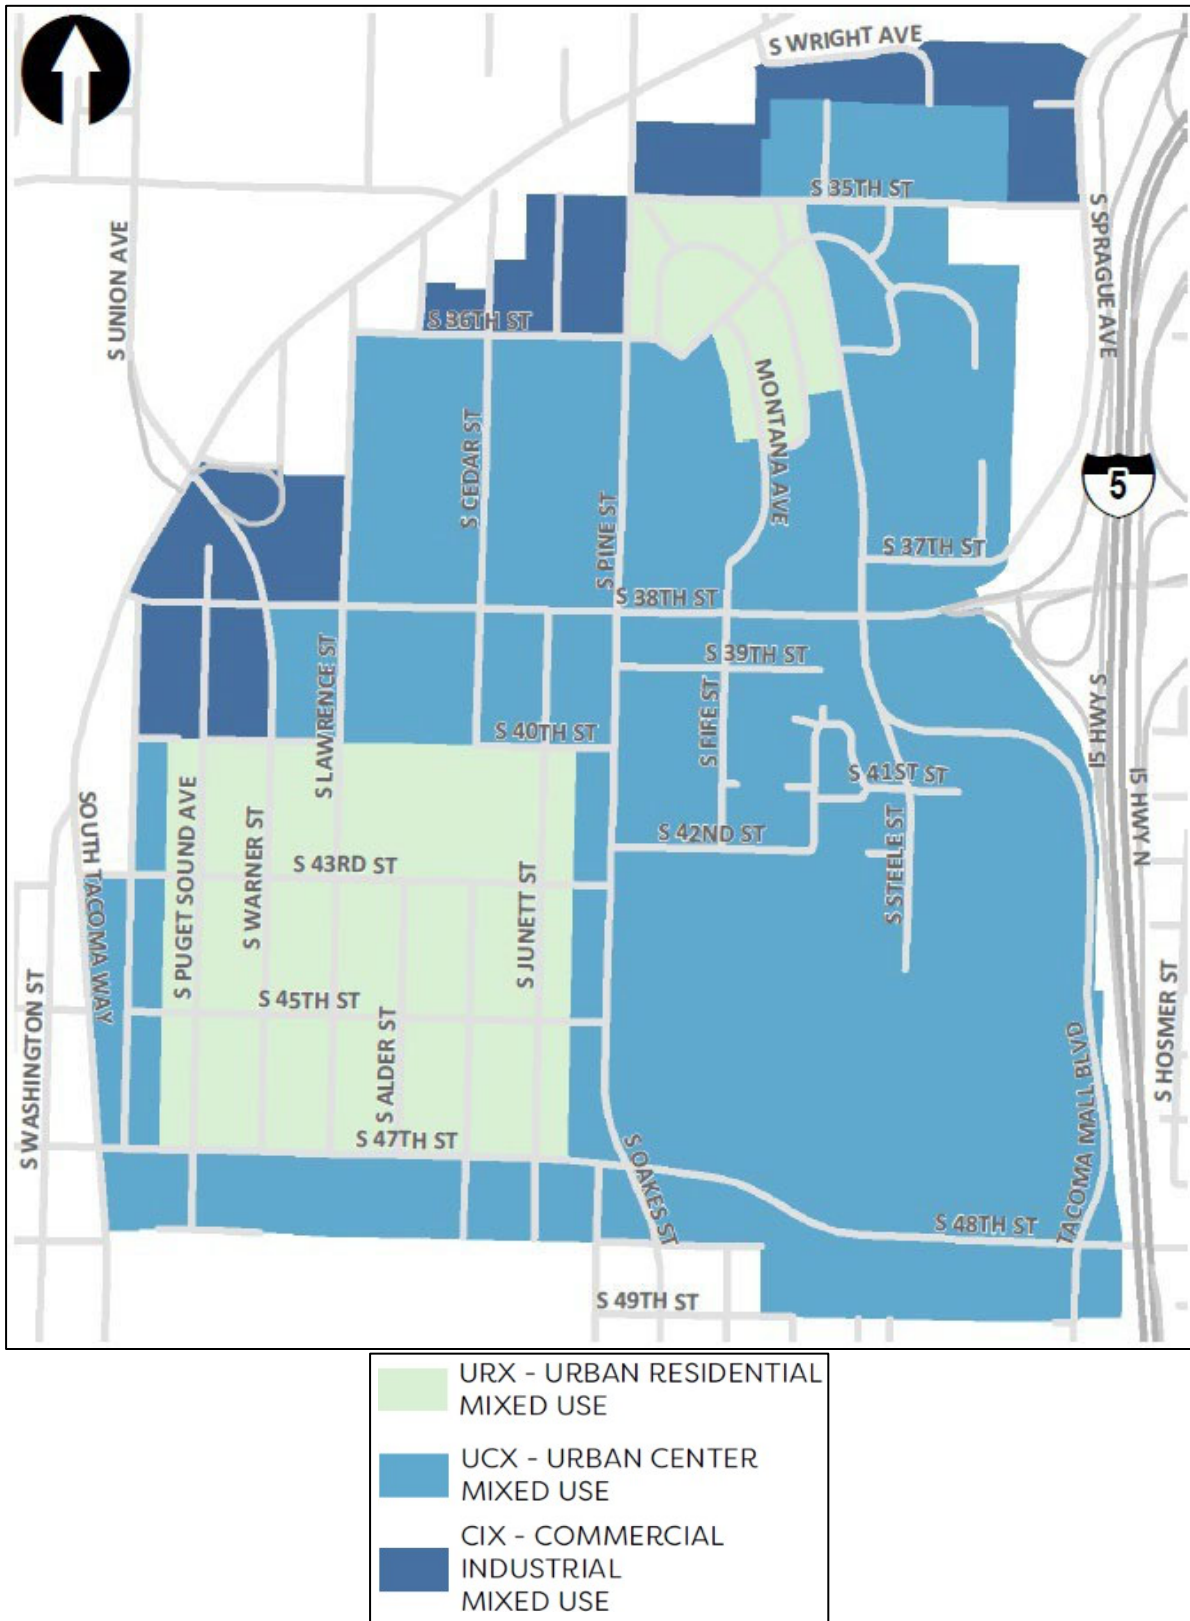 S WRIGHT AVE
S 35TH ST
S UNION AVE
S SPRAGUE AVE
S 36TH ST
MONTANA AVE
S CEDAR ST
S PINE ST
5
S 37TH ST
S 38TH ST
S LAWRENCE ST
S 39TH ST
S FIRE ST
S 40TH ST
I5 HWY S
I5 HWY N
S 41ST ST
S 42ND ST
S STEELE ST
SOUTH TACOMA WAY
S PUGET SOUND AVE
S WARNER ST
S 43RD ST
S JUNETT ST
S WASHINGTON ST
S 45TH ST
S ALDER ST
S HOSMER ST
TACOMA MALL BLVD
S 47TH ST
S OAKES ST
S 48TH ST
S 49TH ST
URX - URBAN RESIDENTIAL
MIXED USE
UCX - URBAN CENTER
MIXED USE
CIX - COMMERCIAL
INDUSTRIAL
MIXED USE